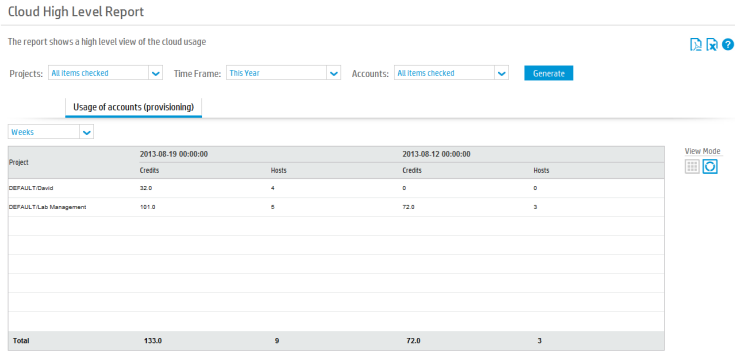 Cloud High Level Report
The report shows a high level view of the cloud usage
?
Projects: All items checked Time Frame: This Year Accounts: All items checked Generate
Usage of accounts (provisioning)
Weeks
View Mode
Project 2013-08-19 00:00:00 2013-08-12 00:00:00
Credits Hosts Credits Hosts
DEFAULT/David 32.0 4 0 0
DEFAULT/Lab Management 101.0 5 72.0 3
Total 133.0 9 72.0 3